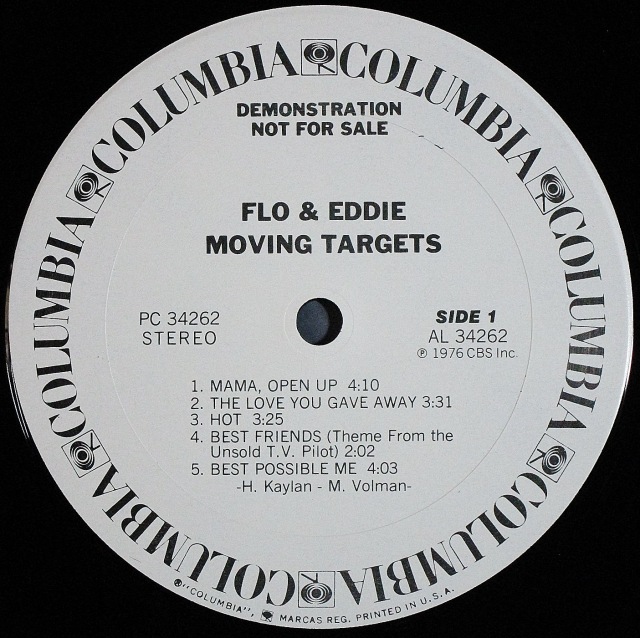 COLUMBIA COLUMBIA COLUMBIA COLUMBIA COLUMBIA COLUMBIA COLUMBIA COLUMBIA
DEMONSTRATION
NOT FOR SALE
FLO & EDDIE
MOVING TARGETS
PC 34262
STEREO
SIDE 1
AL 34262
℗ 1976 CBS Inc.
1. MAMA, OPEN UP 4:10
2. THE LOVE YOU GAVE AWAY 3:31
3. HOT 3:25
4. BEST FRIENDS (Theme From the
Unsold T.V. Pilot) 2:02
5. BEST POSSIBLE ME 4:03
-H. Kaylan - M. Volman-
®"COLUMBIA", MARCAS REG. PRINTED IN U.S.A.